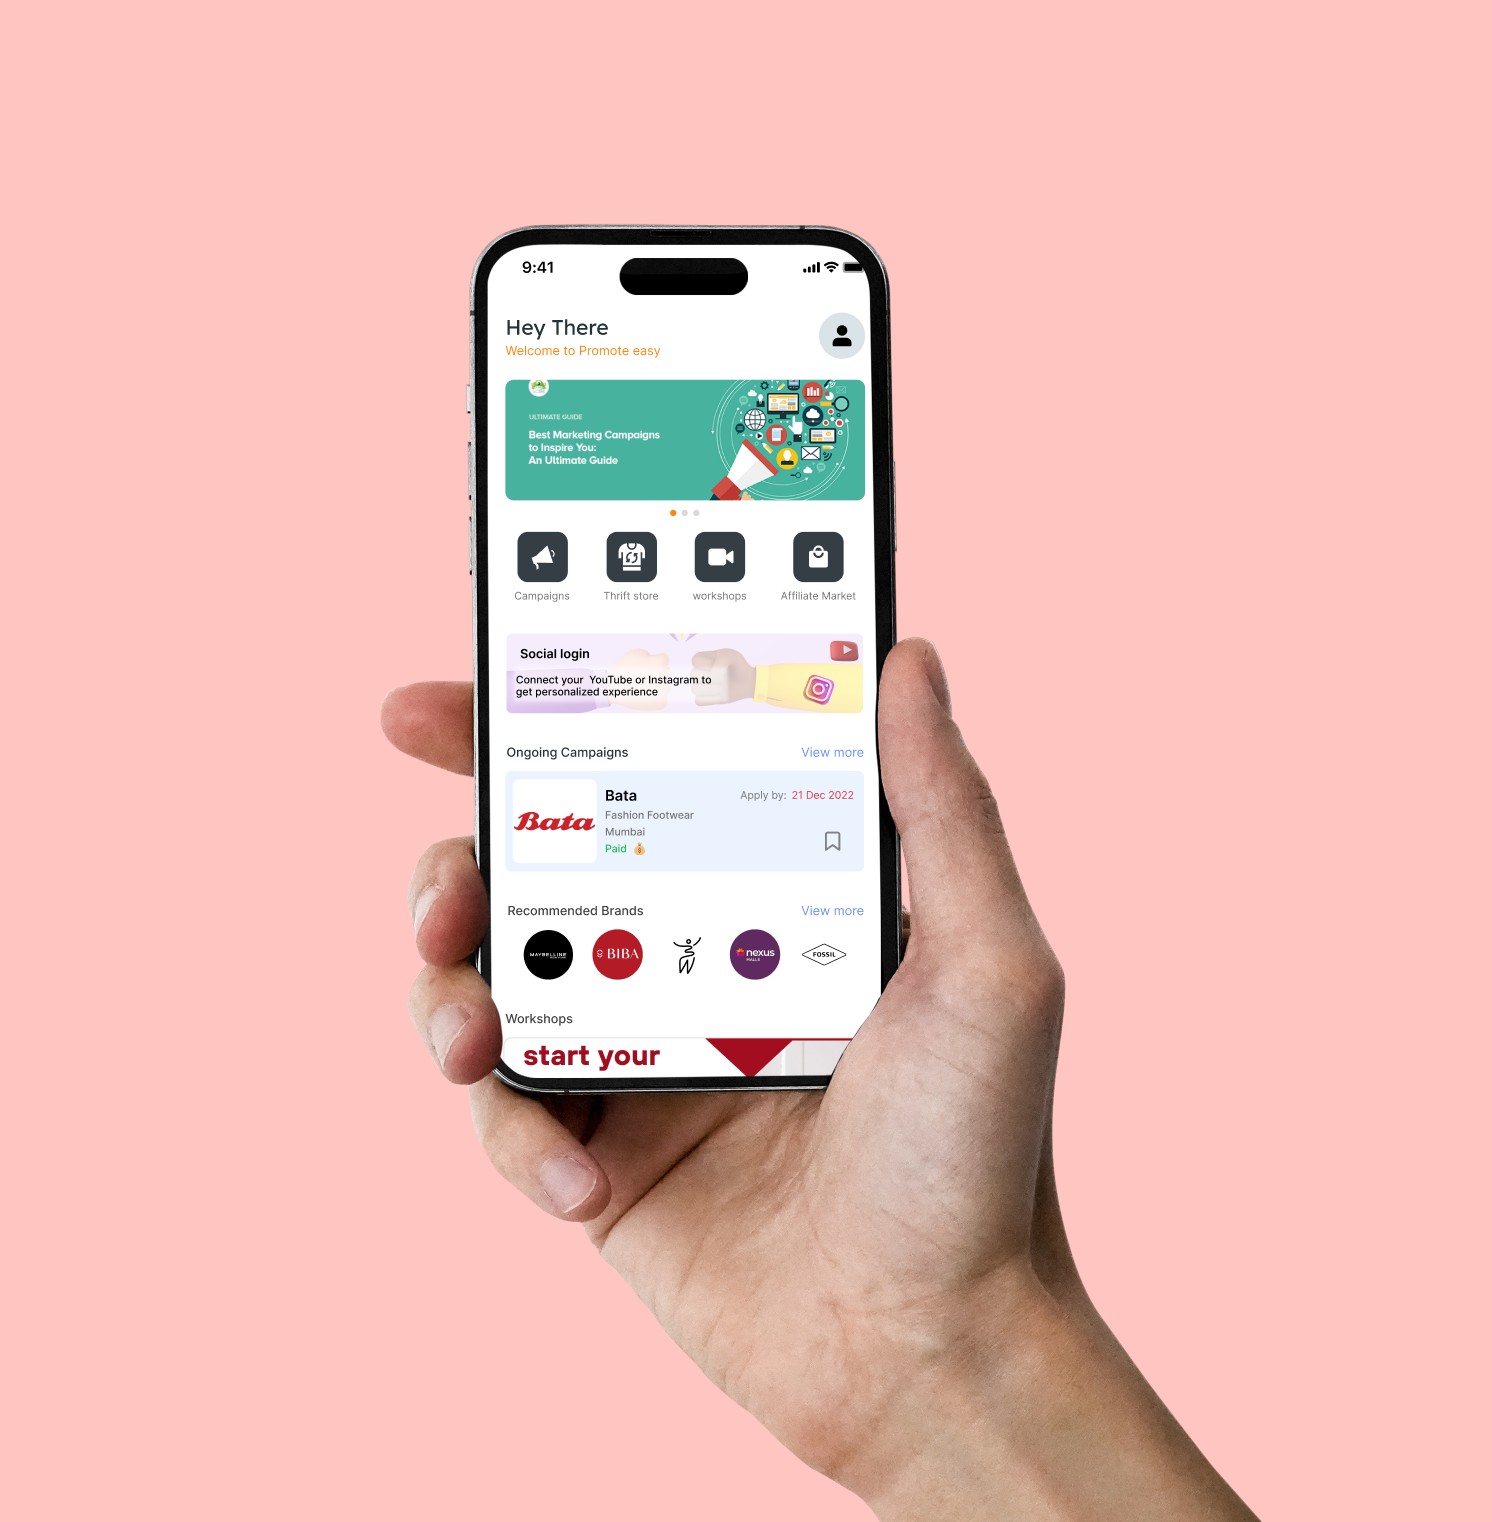 9:41
Hey There
Welcome to Promote easy
ULTIMATE GUIDE
Best Marketing Campaigns
to Inspire You:
An Ultimate Guide
Campaigns
Thrift store
workshops
Affiliate Market
Social login
Connect your  YouTube or Instagram to
get personalized experience
Ongoing Campaigns
View more
Bata
Bata
Apply by: 21 Dec 2022
Fashion Footwear
Mumbai
Paid
Recommended Brands
View more
MAYBELLINE
BIBA
nexus
MALLS
FOSSIL
Workshops
start your